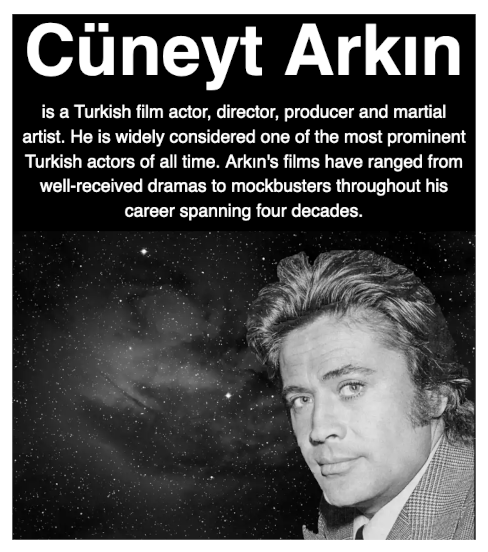 Cüneyt Arkın
is a Turkish film actor, director, producer and martial
artist. He is widely considered one of the most prominent
Turkish actors of all time. Arkın's films have ranged from
well-received dramas to mockbusters throughout his
career spanning four decades.